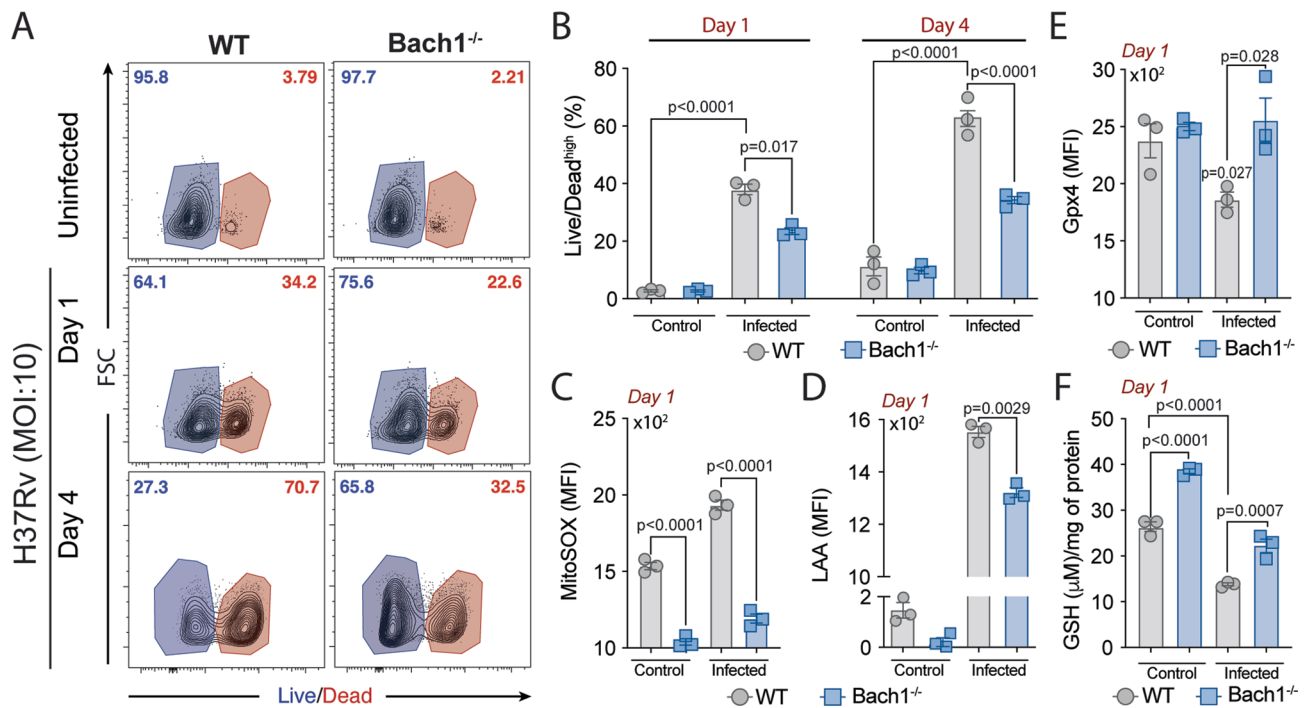 A
WT
Bach1-/-
Uninfected
95.8
3.79
97.7
2.21
H37Rv (MOI:10)
Day 1
64.1
34.2
75.6
22.6
Day 4
27.3
70.7
65.8
32.5
FSC
Live/Dead
B
Day 1
Day 4
Live/Deadhigh (%)
80
60
40
20
0
p<0.0001
p=0.017
p<0.0001
p<0.0001
Control
Infected
Control
Infected
WT
Bach1-/-
C
Day 1
x10²
MitoSOX (MFI)
25
20
15
10
p<0.0001
p<0.0001
Control
Infected
WT
Bach1-/-
D
Day 1
x10²
LAA (MFI)
16
14
12
10
2
0
p=0.0029
Control
Infected
E
Day 1
x10²
Gpx4 (MFI)
30
25
20
15
10
p=0.028
p=0.027
Control
Infected
WT
Bach1-/-
F
Day 1
GSH (μM)/mg of protein
50
40
30
20
10
0
p<0.0001
p<0.0001
p=0.0007
Control
Infected
WT
Bach1-/-